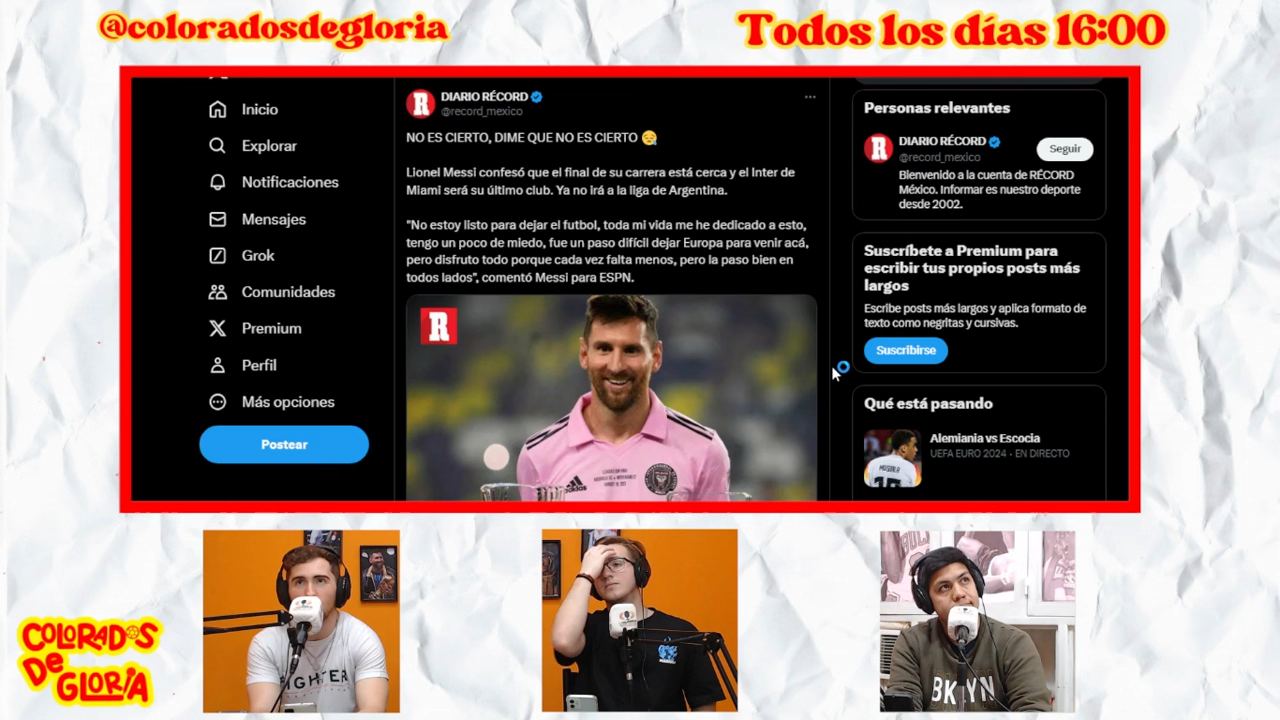 @coloradosdegloria
Todos los días 16:00
Inicio
Explorar
Notificaciones
Mensajes
Grok
Comunidades
Premium
Perfil
Más opciones
Postear
DIARIO RÉCORD
@record_mexico
NO ES CIERTO, DIME QUE NO ES CIERTO
Lionel Messi confesó que el final de su carrera está cerca y el Inter de
Miami será su último club. Ya no irá a la liga de Argentina.
"No estoy listo para dejar el futbol, toda mi vida me he dedicado a esto,
tengo un poco de miedo, fue un paso difícil dejar Europa para venir acá,
pero disfruto todo porque cada vez falta menos, pero la paso bien en
todos lados", comentó Messi para ESPN.
R
Personas relevantes
DIARIO RÉCORD
@record_mexico
Seguir
Bienvenido a la cuenta de RÉCORD
México. Informar es nuestro deporte
desde 2002.
Suscríbete a Premium para
escribir tus propios posts más
largos
Escribe posts más largos y aplica formato de
texto como negritas y cursivas.
Suscribirse
Qué está pasando
Alemiania vs Escocia
UEFA EURO 2024 · EN DIRECTO
MUSIALA
10
COLORADOS
De
GLORIA